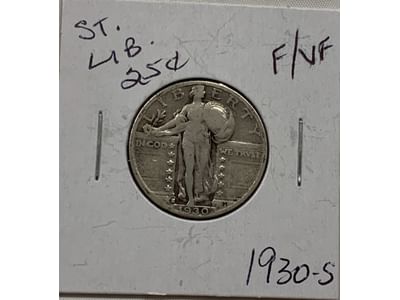 ST.
LIB.
25¢
F/VF
LIBERTY
IN GOD WE TRUST
1930
1930-S